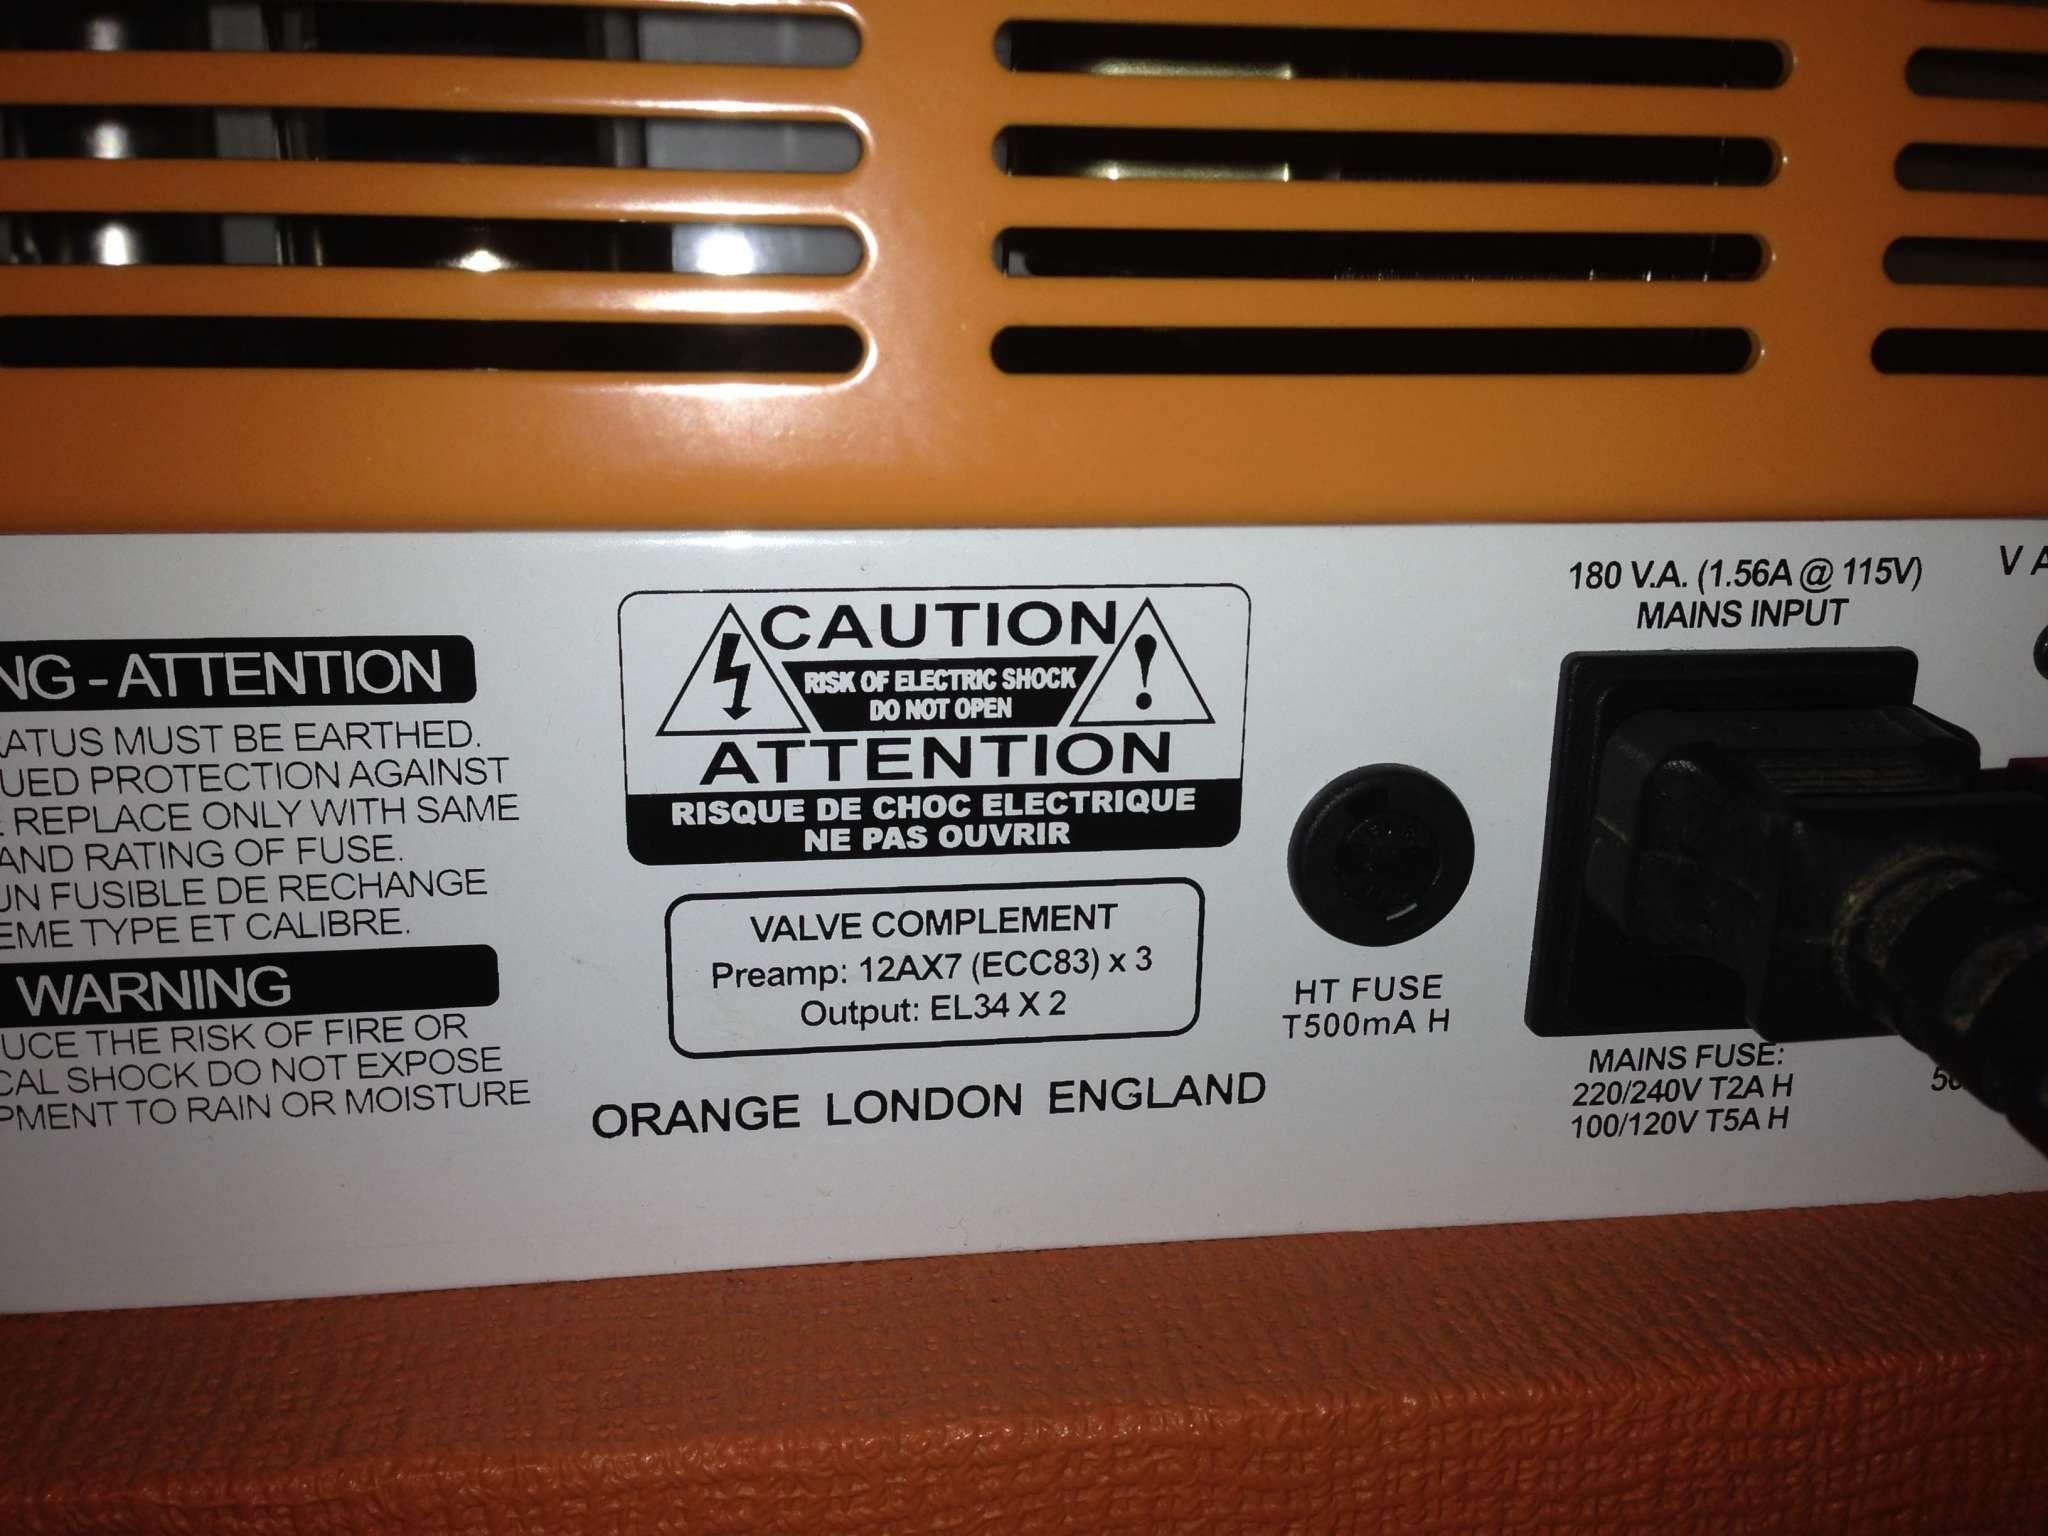 NG - ATTENTION
ATUS MUST BE EARTHED.
UED PROTECTION AGAINST
REPLACE ONLY WITH SAME
AND RATING OF FUSE.
UN FUSIBLE DE RECHANGE
EME TYPE ET CALIBRE.
WARNING
UCE THE RISK OF FIRE OR
CAL SHOCK DO NOT EXPOSE
PMENT TO RAIN OR MOISTURE
CAUTION
RISK OF ELECTRIC SHOCK
DO NOT OPEN
ATTENTION
RISQUE DE CHOC ELECTRIQUE
NE PAS OUVRIR
VALVE COMPLEMENT
Preamp: 12AX7 (ECC83) x 3
Output: EL34 X 2
ORANGE LONDON ENGLAND
HT FUSE
T500mA H
180 V.A. (1.56A @ 115V)
MAINS INPUT
MAINS FUSE:
220/240V T2A H
100/120V T5A H